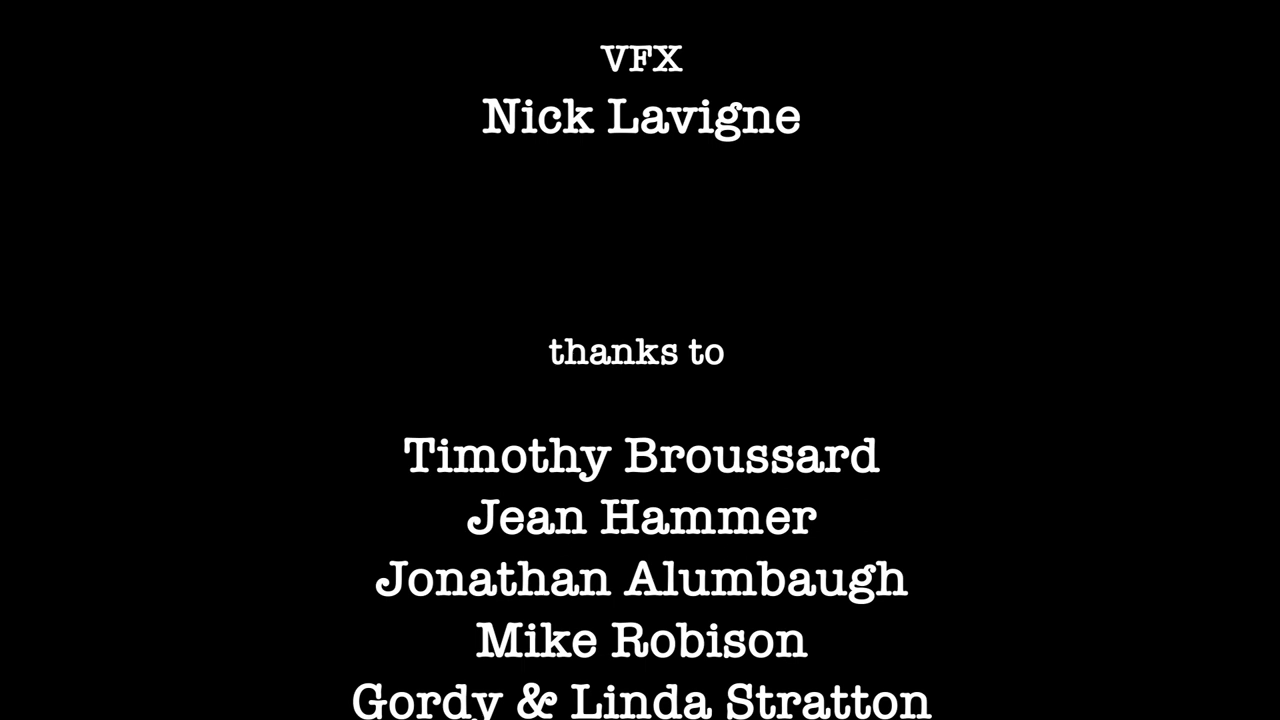 VFX
Nick Lavigne
thanks to
Timothy Broussard
Jean Hammer
Jonathan Alumbaugh
Mike Robison
Gordy & Linda Stratton